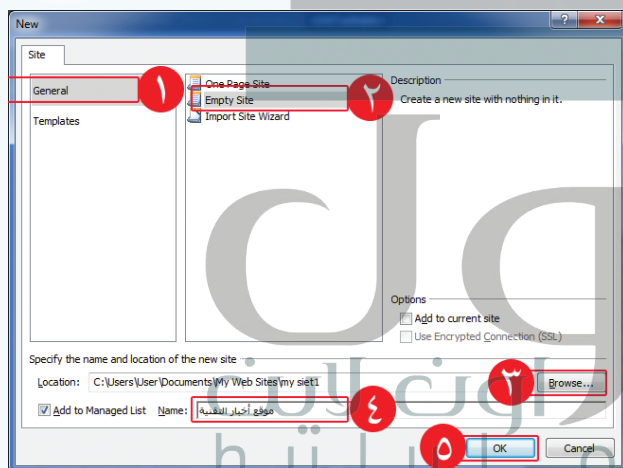 New
Site
General
Templates
١
One Page Site
Empty Site
Import Site Wizard
٢
Description
Create a new site with nothing in it.
Options
Add to current site
Use Encrypted Connection (SSL)
Specify the name and location of the new site
Location: C:\Users\User\Documents\My Web Sites\my siet1
Browse...
٣
Add to Managed List Name: موقع أخبار التقنية
٤
٥
OK
Cancel
اون لاين